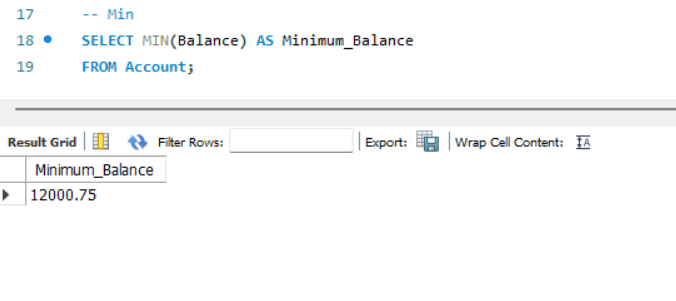 17 -- Min
18 SELECT MIN(Balance) AS Minimum_Balance
19 FROM Account;
Result Grid Filter Rows: Export: Wrap Cell Content: IA
Minimum_Balance
12000.75